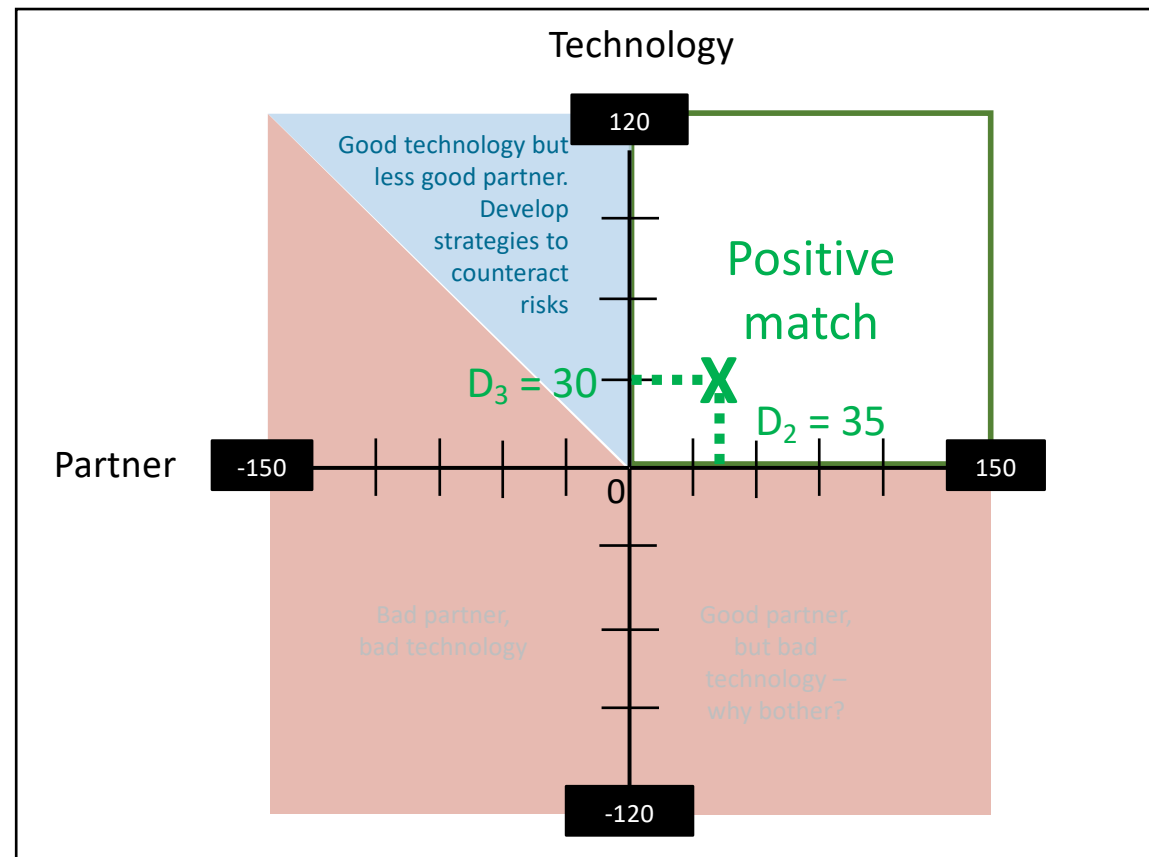 Technology
120
Good technology but
less good partner.
Develop
strategies to
counteract
risks
Positive
match
X
D₃ = 30
D₂ = 35
Partner
-150
150
0
Bad partner,
bad technology
Good partner,
but bad
technology –
why bother?
-120